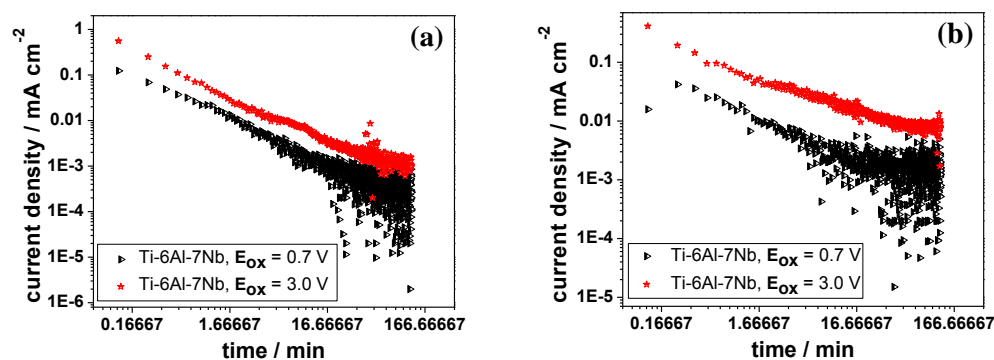 (a)
current density / mA cm-2
1
0.1
0.01
1E-3
1E-4
1E-5
1E-6
Ti-6Al-7Nb, Eox = 0.7 V
Ti-6Al-7Nb, Eox = 3.0 V
0.16667 1.66667 16.66667 166.66667
time / min
(b)
current density / mA cm-2
0.1
0.01
1E-3
1E-4
1E-5
Ti-6Al-7Nb, Eox = 0.7 V
Ti-6Al-7Nb, Eox = 3.0 V
0.16667 1.66667 16.66667 166.66667
time / min